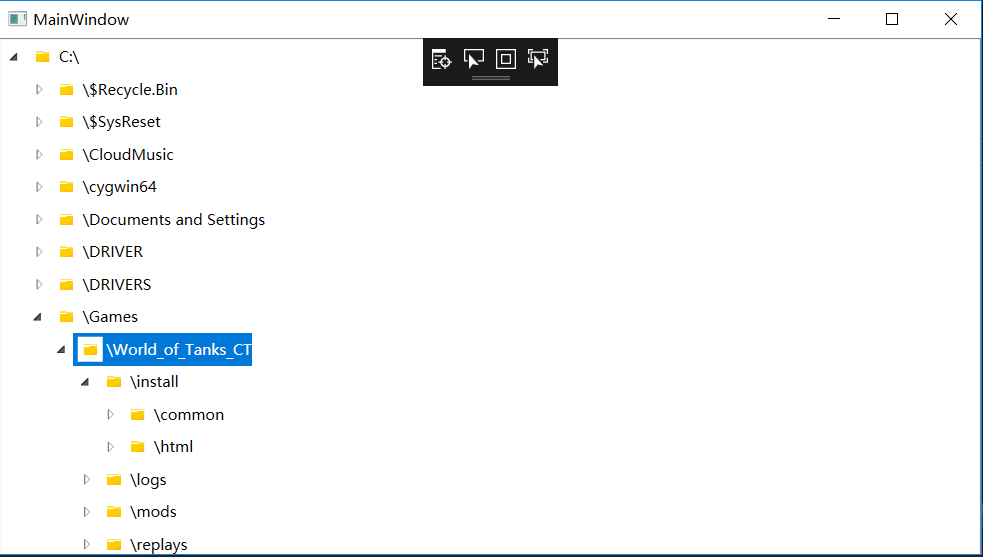 MainWindow
C:\
\$Recycle.Bin
\$SysReset
\CloudMusic
\cygwin64
\Documents and Settings
\DRIVER
\DRIVERS
\Games
\World_of_Tanks_CT
\install
\common
\html
\logs
\mods
\replays